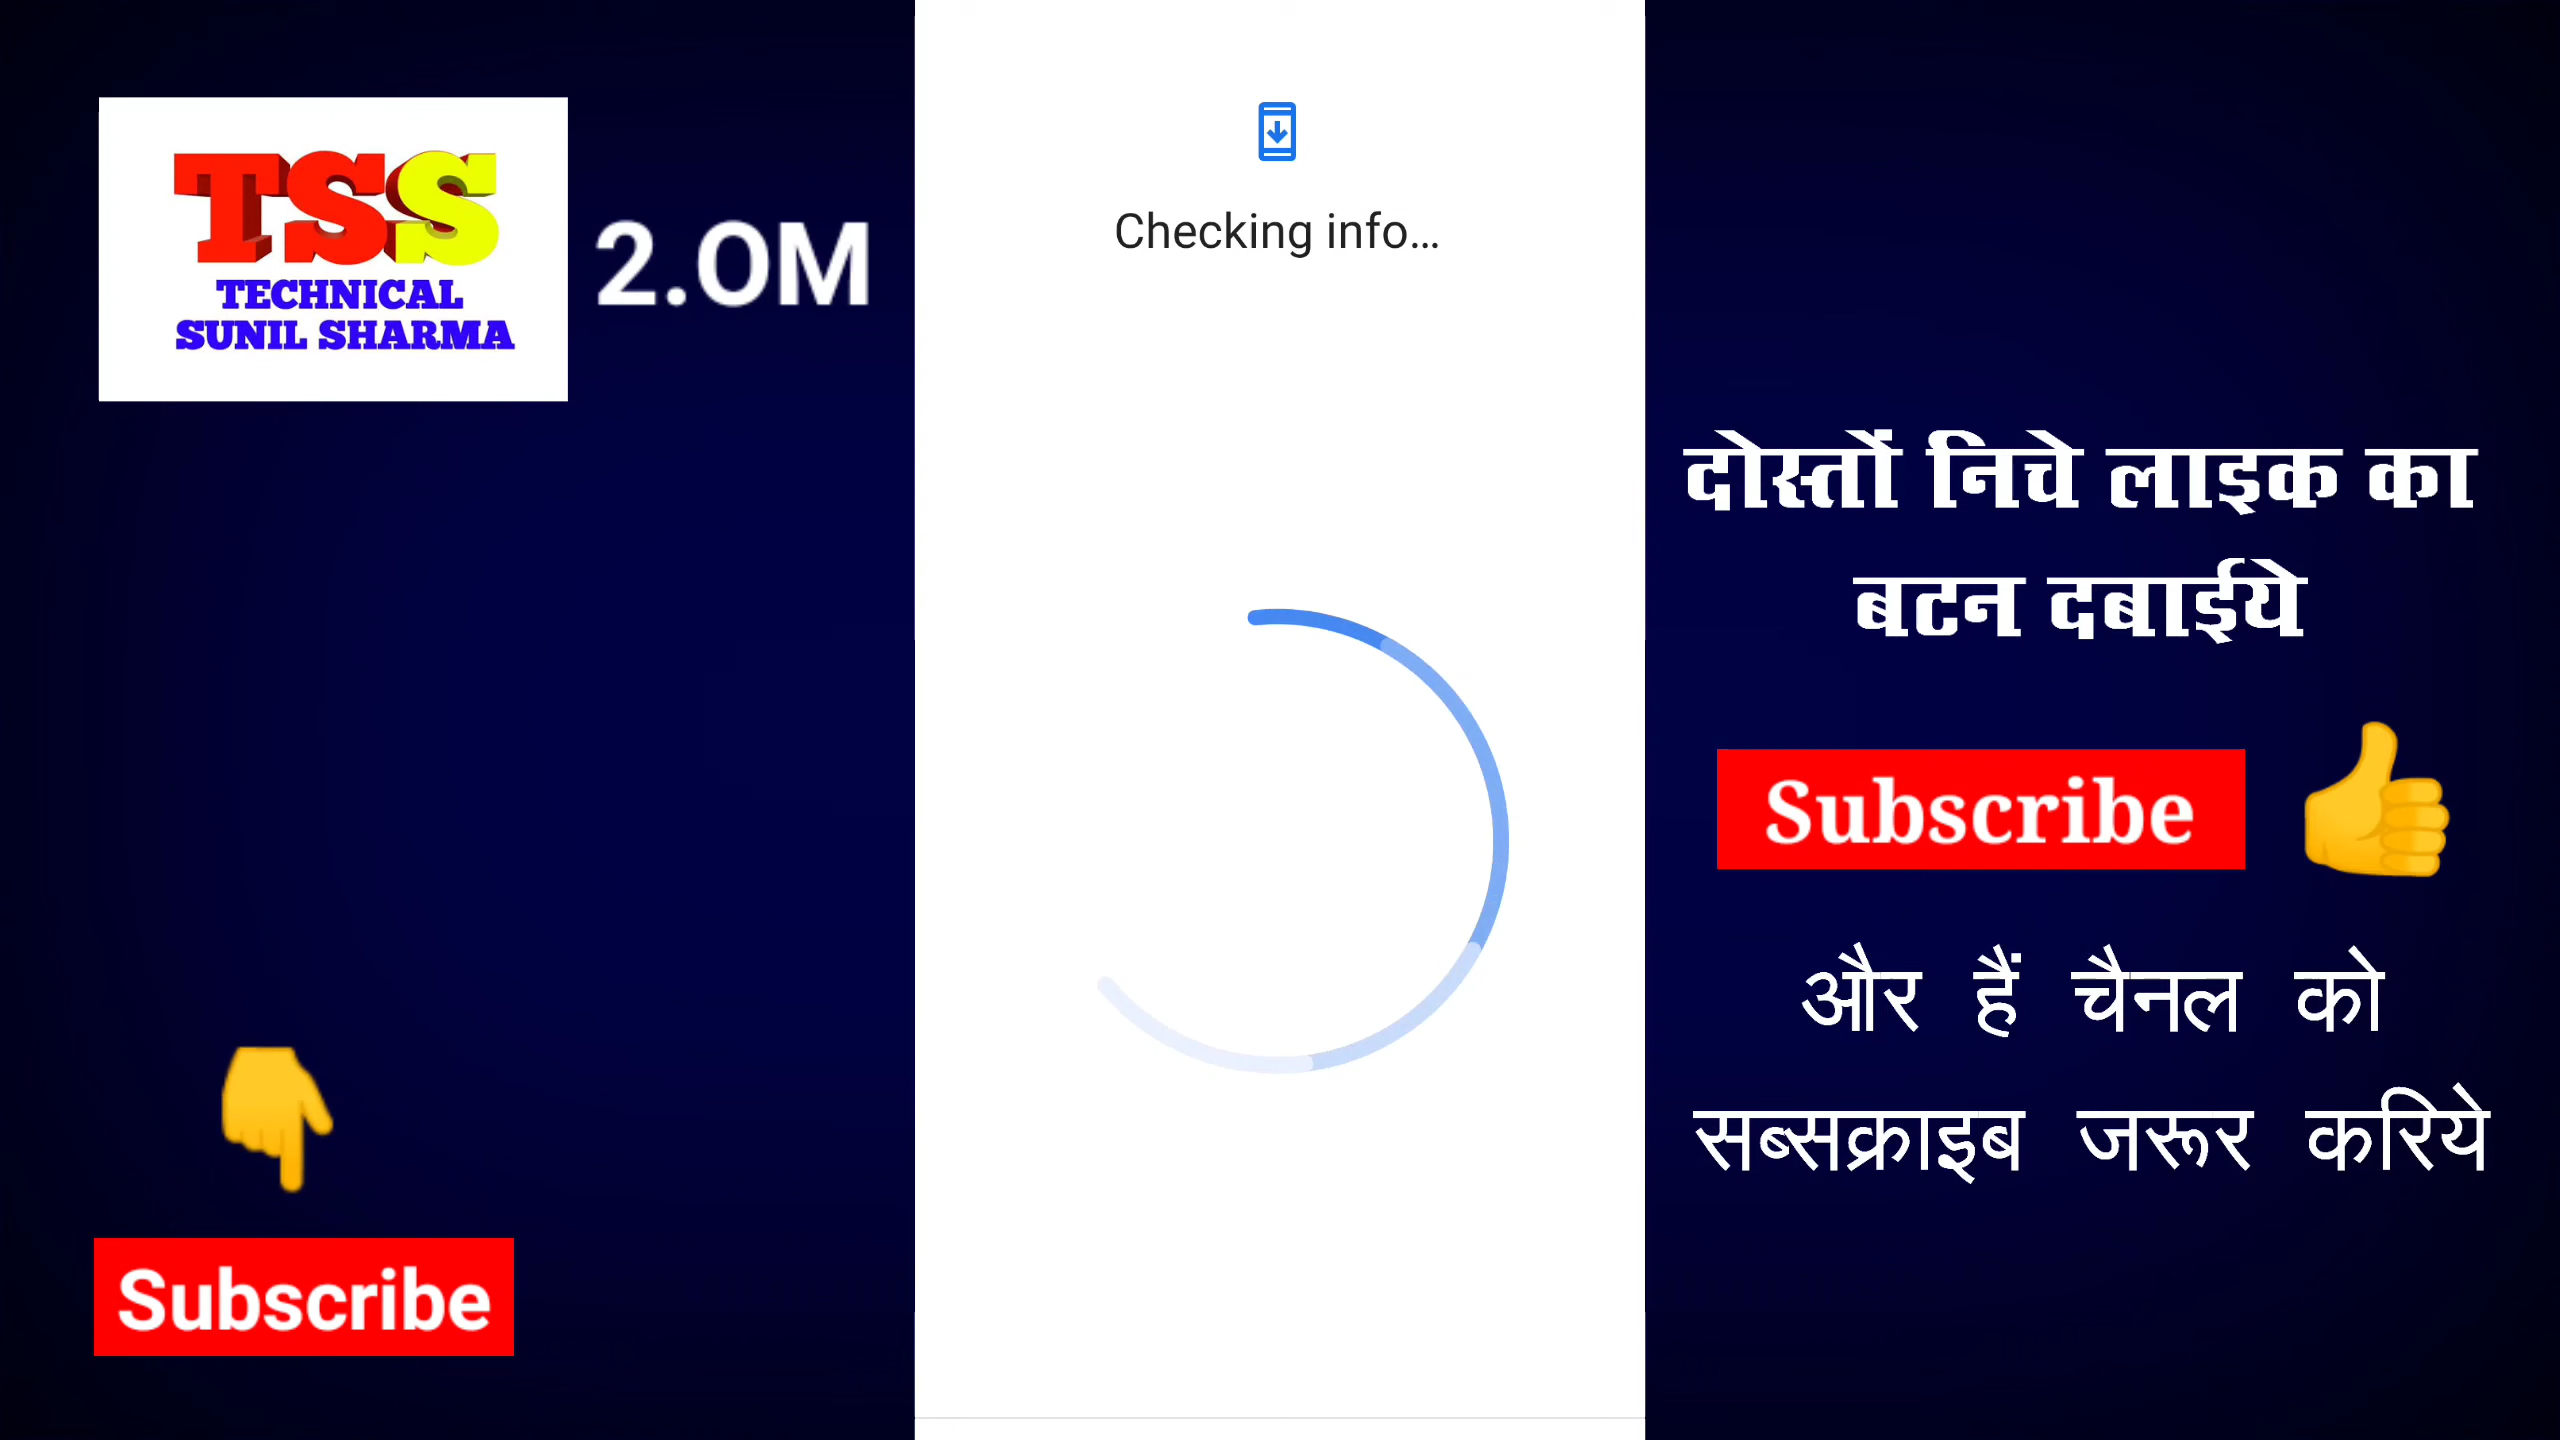 TSS
TECHNICAL
SUNIL SHARMA
2.0M
Checking info...
दोस्तों निचे लाइक का
बटन दबाईये
Subscribe
और हैं चैनल को
सब्सक्राइब जरूर करिये
Subscribe